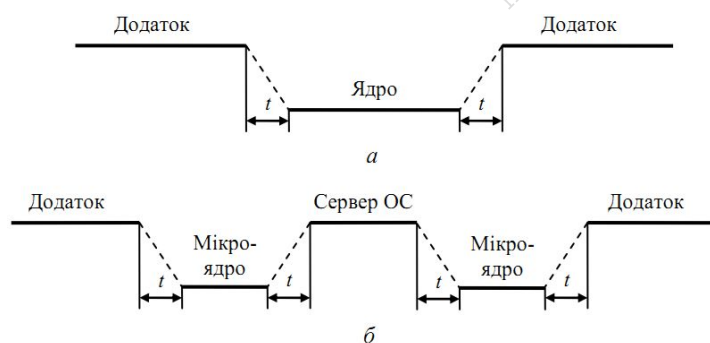 Додаток Додаток
Ядро
t t
а
Додаток Сервер ОС Додаток
Мікро- Мікро-
ядро ядро
t t t t
б